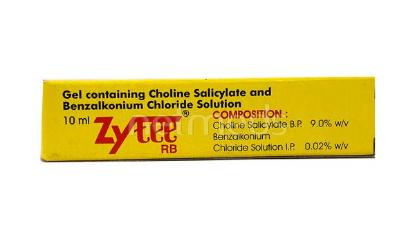 Gel containing Choline Salicylate and
Benzalkonium Chloride Solution
10 ml
Zytee®
RB
COMPOSITION :
Choline Salicylate B.P. 9.0% w/v
Benzalkonium
Chloride Solution I.P. 0.02% w/v